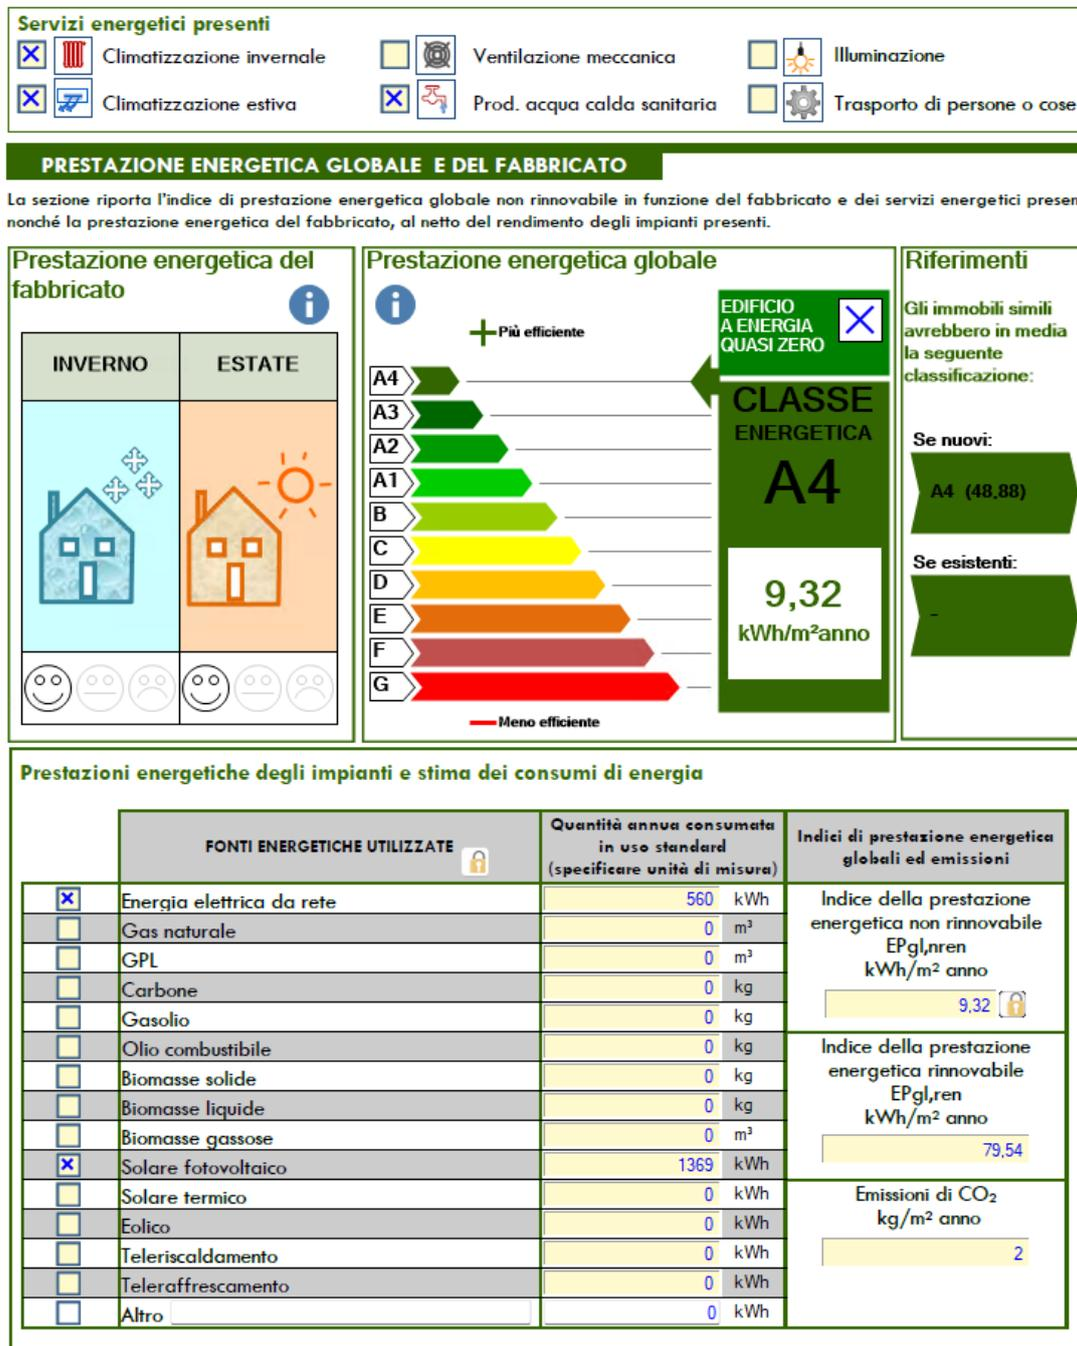 Servizi energetici presenti
Climatizzazione invernale
Ventilazione meccanica
Illuminazione
Climatizzazione estiva
Prod. acqua calda sanitaria
Trasporto di persone o cose
PRESTAZIONE ENERGETICA GLOBALE E DEL FABBRICATO
La sezione riporta l'indice di prestazione energetica globale non rinnovabile in funzione del fabbricato e dei servizi energetici
nonché la prestazione energetica del fabbricato, al netto del rendimento degli impianti presenti.
Prestazione energetica del
fabbricato
INVERNO
ESTATE
Prestazione energetica globale
Più efficiente
A4
A3
A2
A1
B
C
D
E
F
G
Meno efficiente
EDIFICIO
A ENERGIA
QUASI ZERO
CLASSE
ENERGETICA
A4
9,32
kWh/m²anno
Riferimenti
Gli immobili simili
avrebbero in media
la seguente
classificazione:
Se nuovi:
A4 (48,88)
Se esistenti:
-
Prestazioni energetiche degli impianti e stima dei consumi di energia
FONTI ENERGETICHE UTILIZZATE
Quantità annua consumata
in uso standard
(specificare unità di misura)
Indici di prestazione energetica
globali ed emissioni
Energia elettrica da rete 560 kWh
Gas naturale 0 m³
GPL 0 m³
Carbone 0 kg
Gasolio 0 kg
Olio combustibile 0 kg
Biomasse solide 0 kg
Biomasse liquide 0 kg
Biomasse gassose 0 m³
Solare fotovoltaico 1369 kWh
Solare termico 0 kWh
Eolico 0 kWh
Teleriscaldamento 0 kWh
Teleraffrescamento 0 kWh
Altro 0 kWh
Indice della prestazione
energetica non rinnovabile
EPgl,nren
kWh/m² anno
9,32
Indice della prestazione
energetica rinnovabile
EPgl,ren
kWh/m² anno
79,54
Emissioni di CO₂
kg/m² anno
2